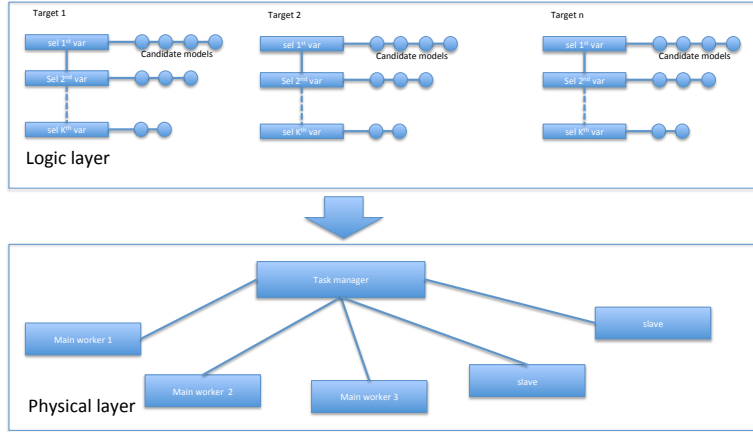 Target 1
Target 2
Target n
sel 1st var
sel 1st var
sel 1st var
Candidate models
Candidate models
Candidate models
Sel 2nd var
Sel 2nd var
Sel 2nd var
sel Kth var
sel Kth var
sel Kth var
Logic layer
Task manager
slave
Main worker 1
slave
Main worker 2
Main worker 3
Physical layer